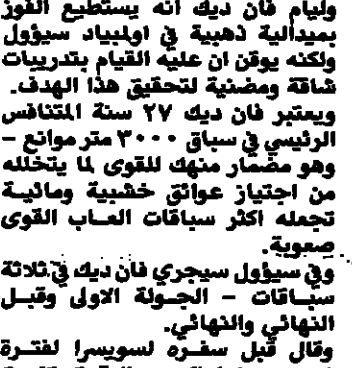 وليام فان ديك أنه يستطيع الفوز
بميدالية ذهبية في اولمبياد سيؤول
ولكنه يوقن ان عليه القيام بتدريبات
شاقة ومضنية لتحقيق هذا الهدف.
ويعتبر فان ديك ٢٧ سنة المتنافس
الرئيسي في سباق ٣٠٠٠ متر موانع –
وهو مضمار منهك للقوى لما يتخلله
من اجتياز عوائق خشبية ومائية
تجعله اكثر سباقات العاب القوى
صعوبة.
وفي سيؤول سيجري فان ديك في ثلاثة
سباقات – الجولة الاولى وقبل
النهائي والنهائي.
وقال قبل سفره لسويسرا لفترة